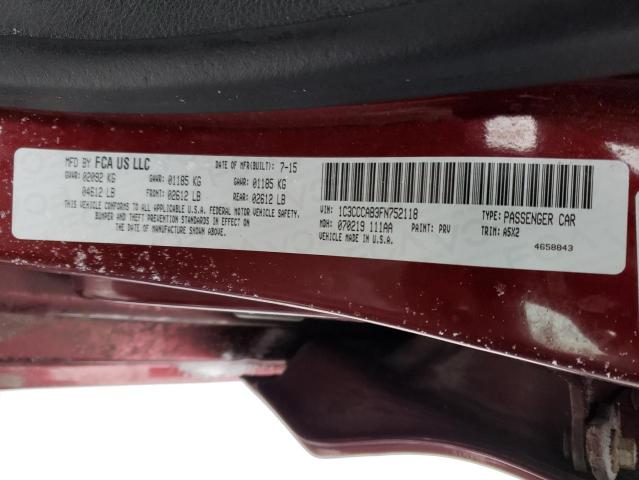 MFD BY FCA US LLC DATE OF MFR(BUILT): 7-15
GVWR: 02092 KG GAWR: 01185 KG GAWR: 01185 KG
04612 LB FRONT: 02612 LB REAR: 02612 LB
THIS VEHICLE CONFORMS TO ALL APPLICABLE U.S.A. FEDERAL MOTOR VEHICLE SAFETY,
BUMPER AND THEFT PREVENTION STANDARDS IN EFFECT ON
THE DATE OF MANUFACTURE SHOWN ABOVE.
VIN: 1C3CCCAB3FN752118 TYPE: PASSENGER CAR
MDH: 070219 111AA PAINT: PRV TRIM: A5X2
VEHICLE MADE IN U.S.A.
4658843